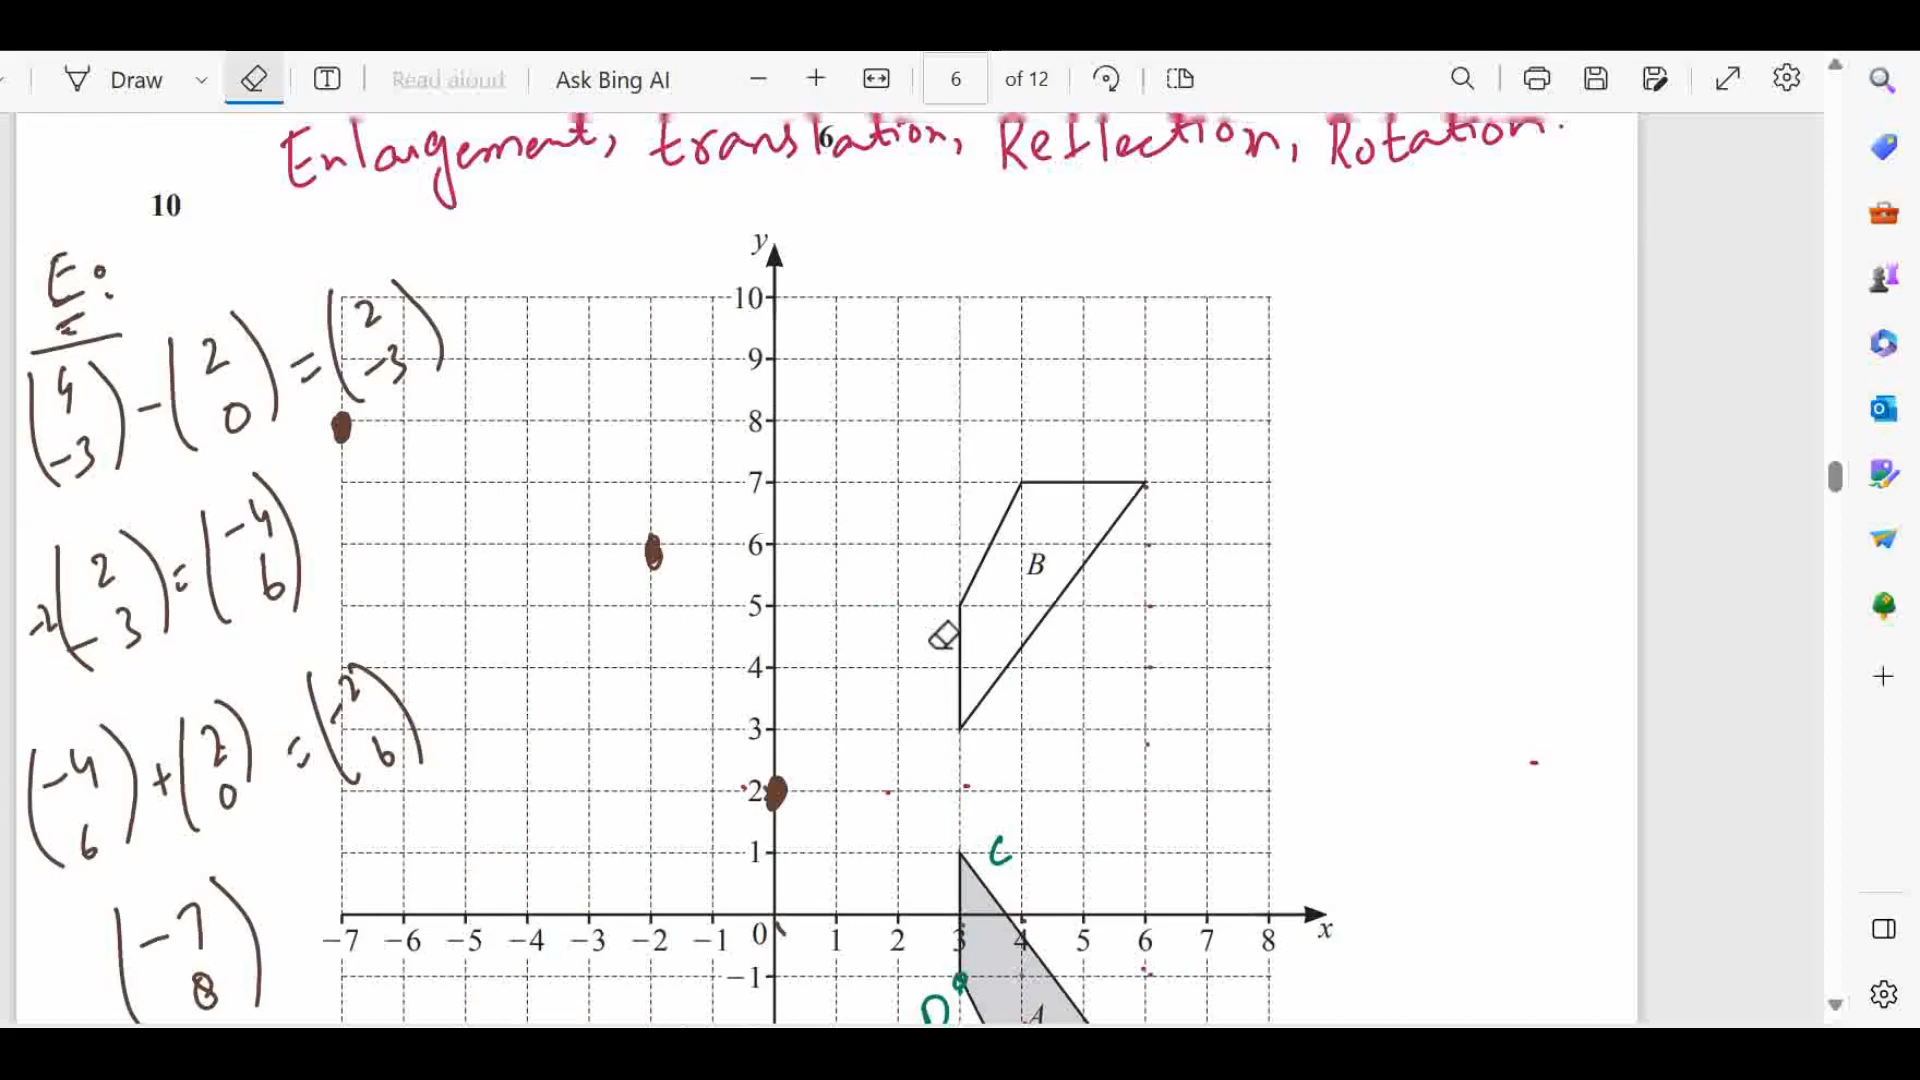 Draw
Read aloud
Ask Bing AI
6 of 12
Enlargement, translation, Reflection, Rotation.
6
10
E:
(4 -3) - (2 0) = (2 -3)
-2(2 -3) = (-4 6)
(-4 6) + (2 0) = (-2 6)
(-7 8)
y
10
9
8
7
6
5
4
3
2
1
-7 -6 -5 -4 -3 -2 -1 0 1 2 3 4 5 6 7 8 x
-1
B
C
D
A